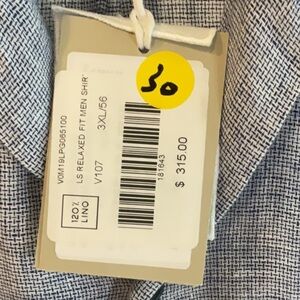 30
V0M19LPG065100
LS RELAXED FIT MEN SHIR
3XL/56
V107
120%
LINO
181643
$ 315.00